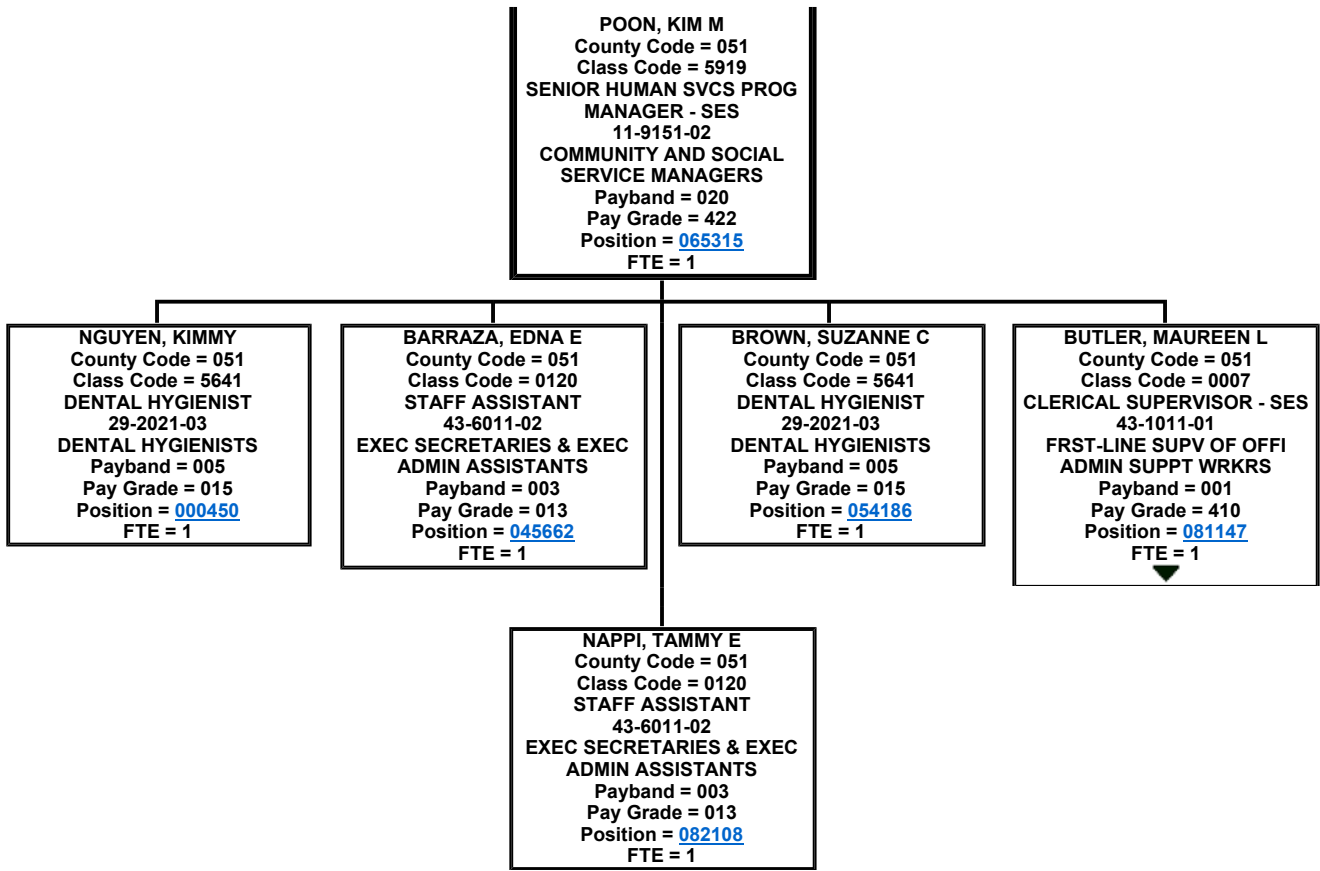 POON, KIM M
County Code = 051
Class Code = 5919
SENIOR HUMAN SVCS PROG
MANAGER - SES
11-9151-02
COMMUNITY AND SOCIAL
SERVICE MANAGERS
Payband = 020
Pay Grade = 422
Position = 065315
FTE = 1
NGUYEN, KIMMY
County Code = 051
Class Code = 5641
DENTAL HYGIENIST
29-2021-03
DENTAL HYGIENISTS
Payband = 005
Pay Grade = 015
Position = 000450
FTE = 1
BARRAZA, EDNA E
County Code = 051
Class Code = 0120
STAFF ASSISTANT
43-6011-02
EXEC SECRETARIES & EXEC
ADMIN ASSISTANTS
Payband = 003
Pay Grade = 013
Position = 045662
FTE = 1
BROWN, SUZANNE C
County Code = 051
Class Code = 5641
DENTAL HYGIENIST
29-2021-03
DENTAL HYGIENISTS
Payband = 005
Pay Grade = 015
Position = 054186
FTE = 1
BUTLER, MAUREEN L
County Code = 051
Class Code = 0007
CLERICAL SUPERVISOR - SES
43-1011-01
FRST-LINE SUPV OF OFFI
ADMIN SUPPT WRKRS
Payband = 001
Pay Grade = 410
Position = 081147
FTE = 1
NAPPI, TAMMY E
County Code = 051
Class Code = 0120
STAFF ASSISTANT
43-6011-02
EXEC SECRETARIES & EXEC
ADMIN ASSISTANTS
Payband = 003
Pay Grade = 013
Position = 082108
FTE = 1